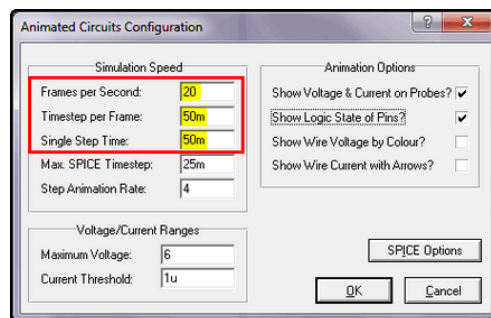 Animated Circuits Configuration
Simulation Speed
Frames per Second: 20
Timestep per Frame: 50m
Single Step Time: 50m
Max. SPICE Timestep: 25m
Step Animation Rate: 4
Voltage/Current Ranges
Maximum Voltage: 6
Current Threshold: 1u
Animation Options
Show Voltage & Current on Probes?
Show Logic State of Pins?
Show Wire Voltage by Colour?
Show Wire Current with Arrows?
SPICE Options
OK Cancel